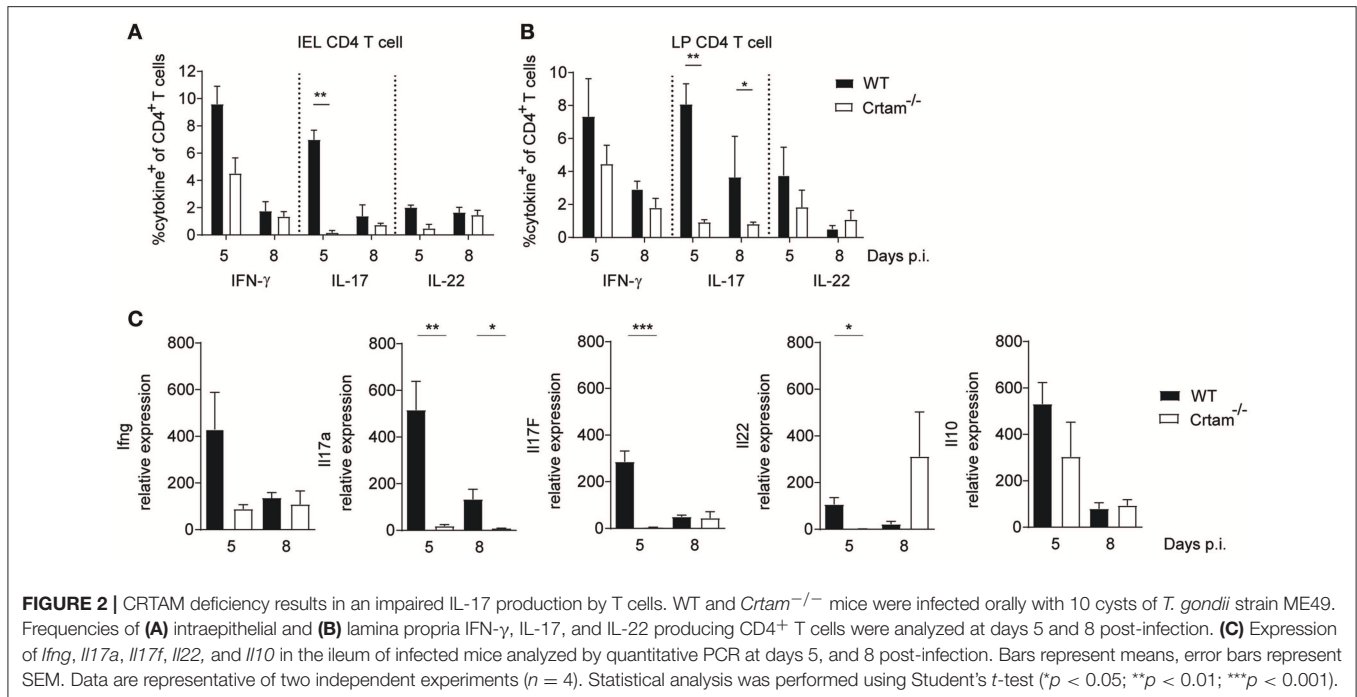 A
IEL CD4 T cell
%cytokine+ of CD4+ T cells
12
10
8
6
4
2
0
**
5 8 5 8 5 8
IFN-γ IL-17 IL-22
B
LP CD4 T cell
%cytokine+ of CD4+ T cells
10
8
6
4
2
0
** *
5 8 5 8 5 8 Days p.i.
IFN-γ IL-17 IL-22
WT
Crtam-/-
C
Ifng
relative expression
800
600
400
200
0
5 8
Il17a
relative expression
800
600
400
200
0
** *
5 8
Il17F
relative expression
800
600
400
200
0
***
5 8
Il22
relative expression
800
600
400
200
0
*
5 8
Il10
relative expression
800
600
400
200
0
5 8 Days p.i.
WT
Crtam-/-
FIGURE 2 | CRTAM deficiency results in an impaired IL-17 production by T cells. WT and Crtam−/− mice were infected orally with 10 cysts of T. gondii strain ME49.
Frequencies of (A) intraepithelial and (B) lamina propria IFN-γ, IL-17, and IL-22 producing CD4+ T cells were analyzed at days 5 and 8 post-infection. (C) Expression
of Ifng, Il17a, Il17f, Il22, and Il10 in the ileum of infected mice analyzed by quantitative PCR at days 5, and 8 post-infection. Bars represent means, error bars represent
SEM. Data are representative of two independent experiments (n = 4). Statistical analysis was performed using Student's t-test (*p < 0.05; **p < 0.01; ***p < 0.001).